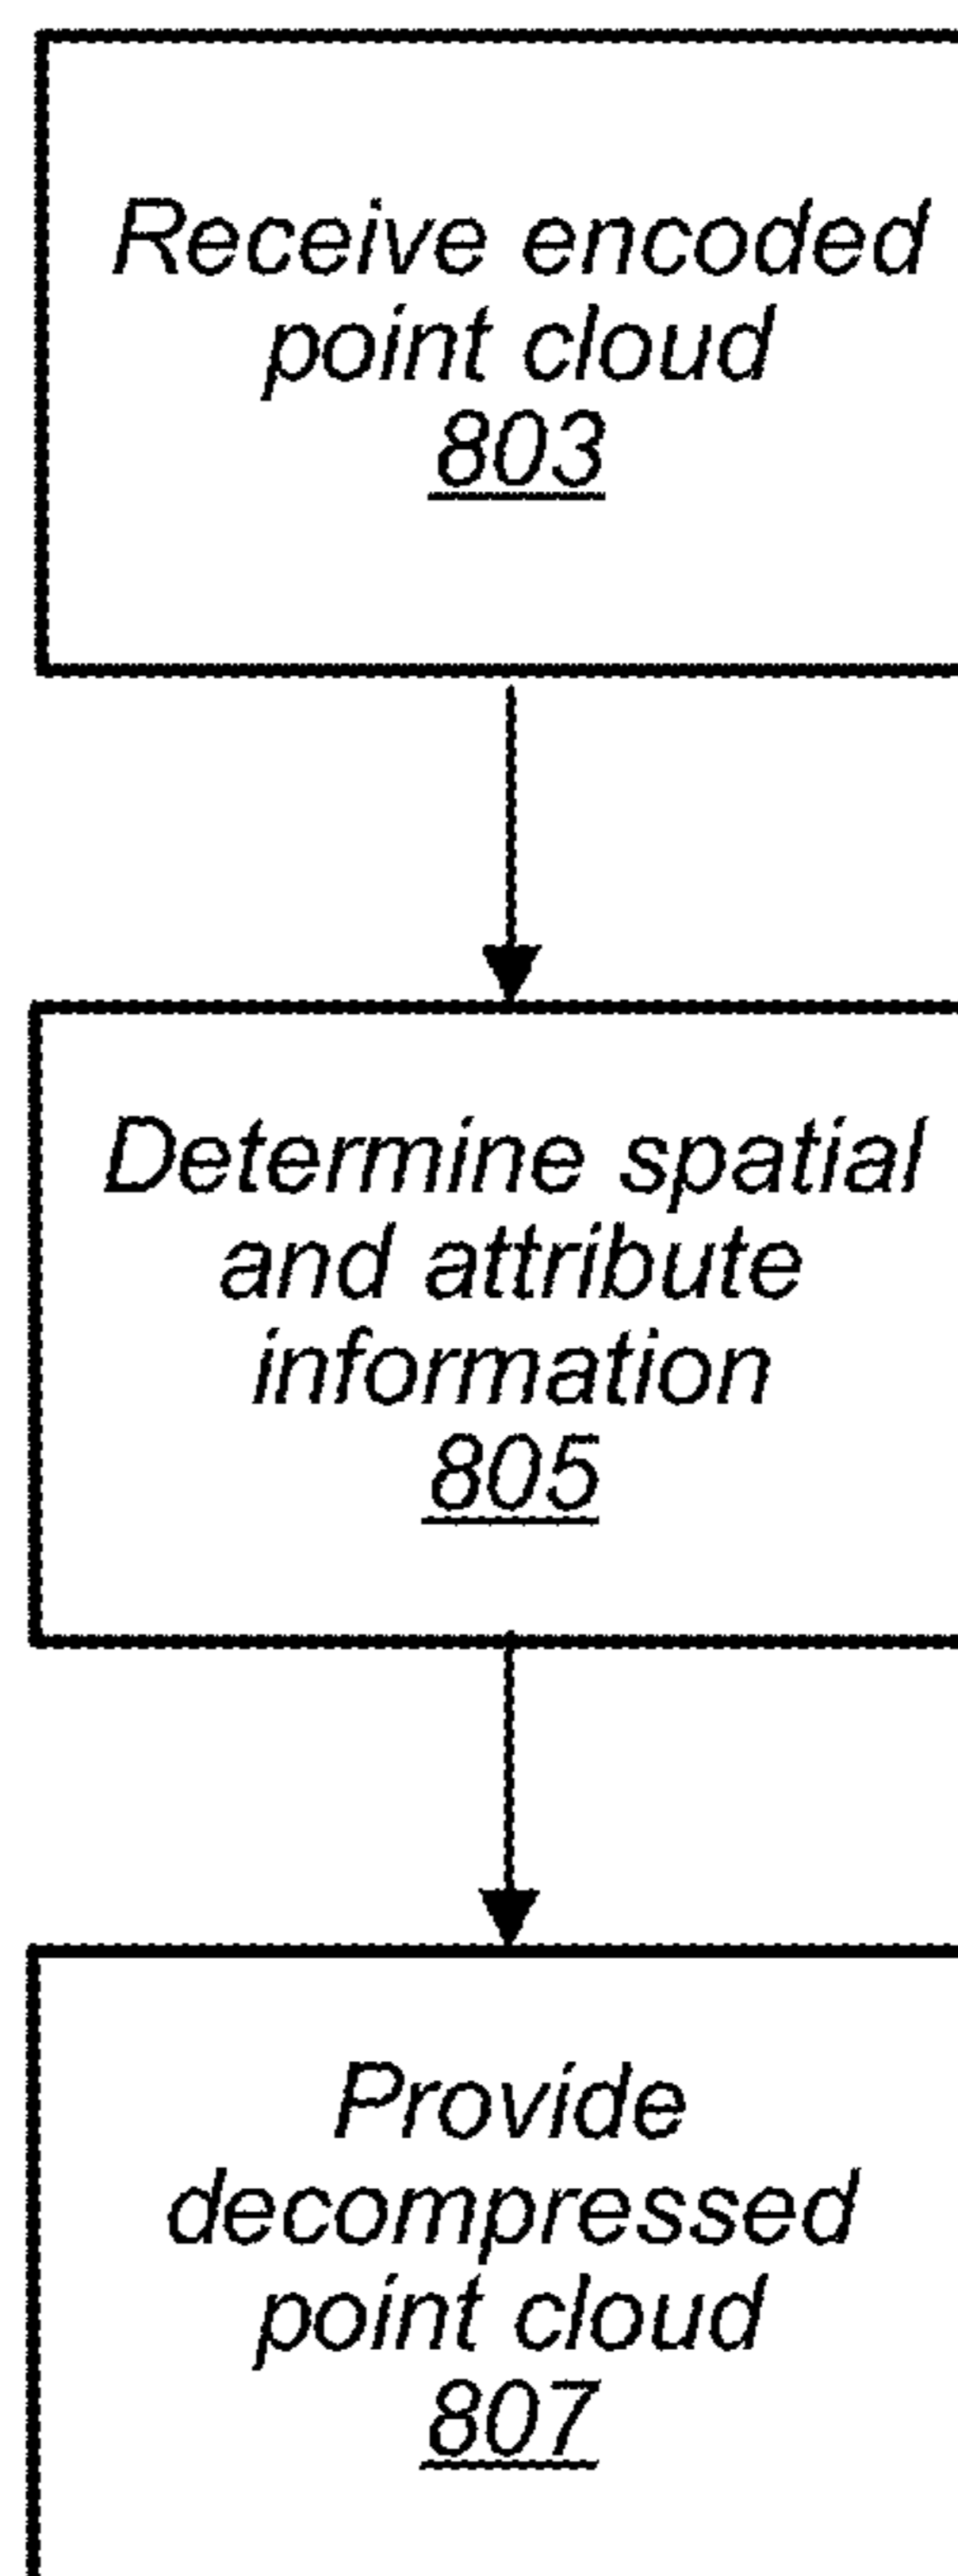 Receive encoded
point cloud
803
Determine spatial
and attribute
information
805
Provide
decompressed
point cloud
807